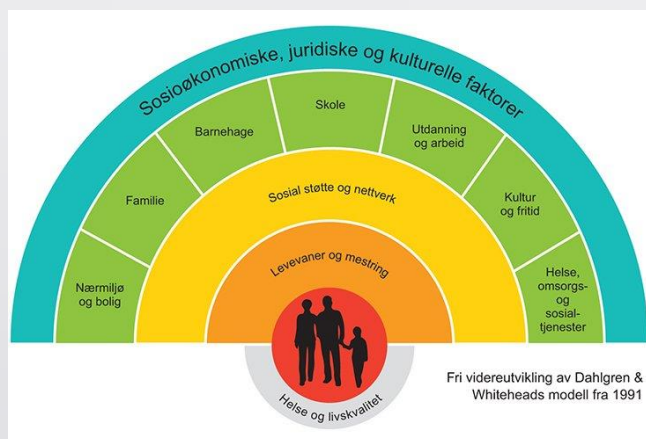 Sosioøkonomiske, juridiske og kulturelle faktorer
Nærmiljø
og bolig
Familie
Barnehage
Skole
Utdanning
og arbeid
Kultur
og fritid
Helse,
omsorgs-
og
sosial-
tjenester
Sosial støtte og nettverk
Levevaner og mestring
Helse og livskvalitet
Fri videreutvikling av Dahlgren &
Whiteheads modell fra 1991